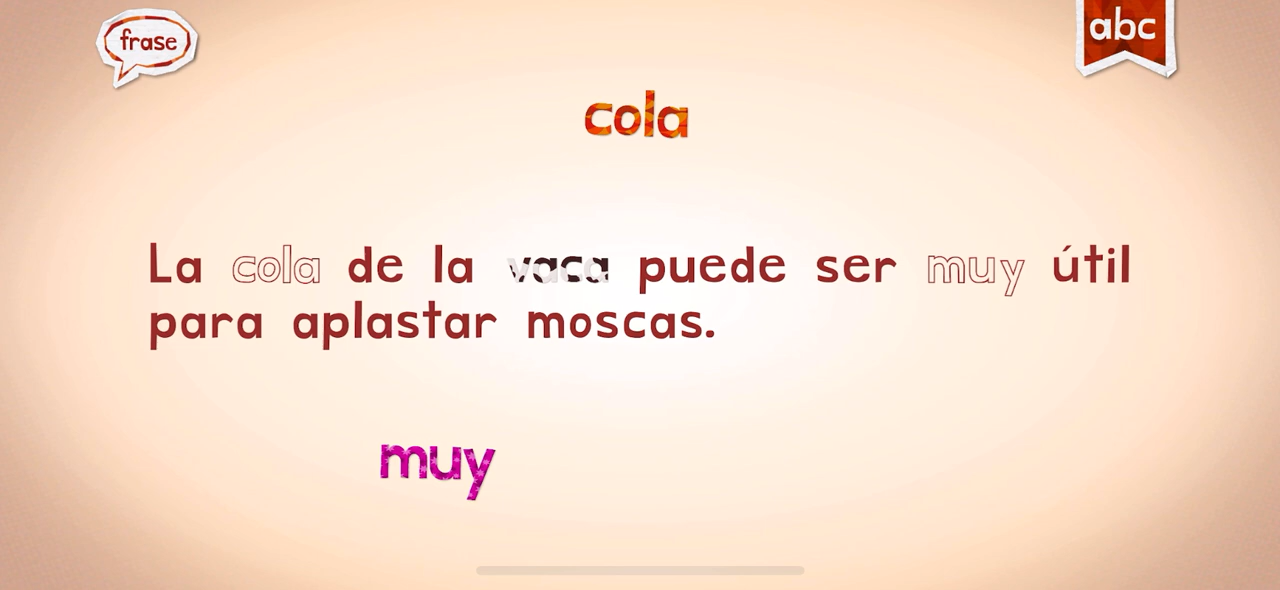 frase
abc
cola
La cola de la vaca puede ser muy útil
para aplastar moscas.
muy